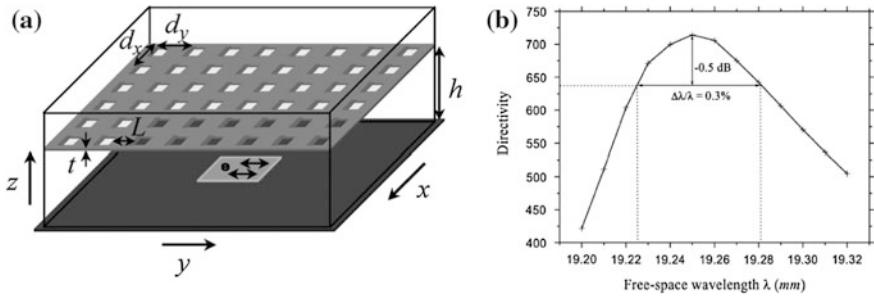 (a)
d_x
d_y
h
L
t
z
x
y
(b)
750
700
650
600
550
500
450
400
Directivity
-0.5 dB
Δλ/λ = 0.3%
19.20 19.22 19.24 19.26 19.28 19.30 19.32
Free-space wavelength λ (mm)